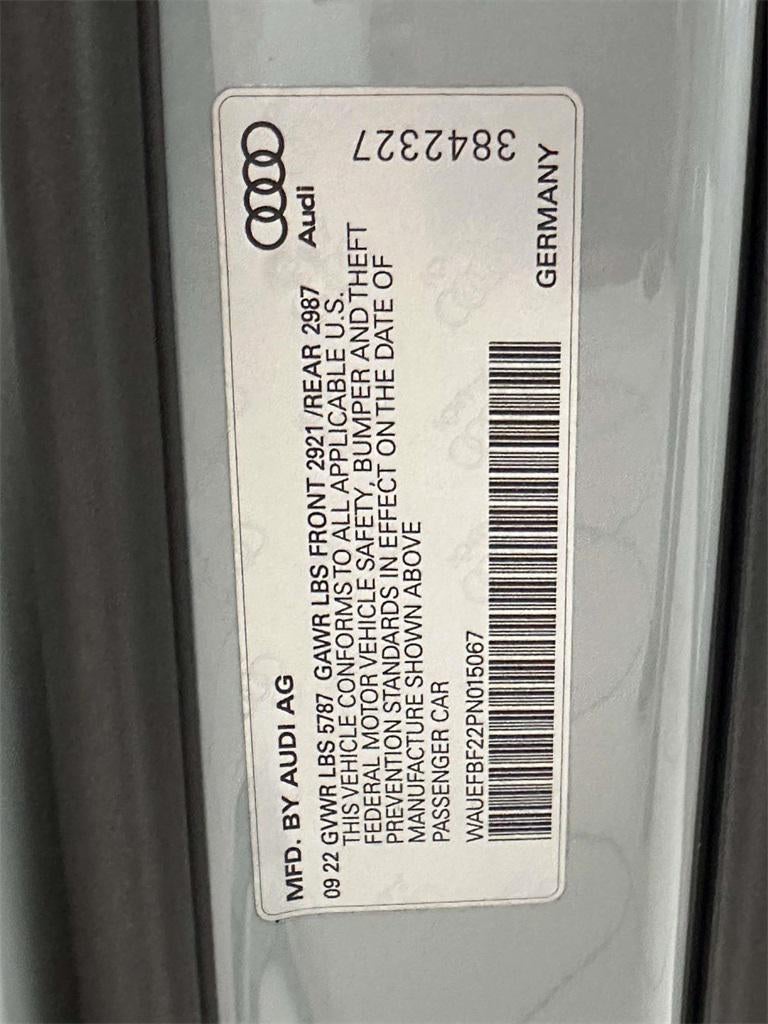 MFD. BY AUDI AG
Audi
09 22 GVWR LBS 5787 GAWR LBS FRONT 2921 /REAR 2987
THIS VEHICLE CONFORMS TO ALL APPLICABLE U.S.
FEDERAL MOTOR VEHICLE SAFETY, BUMPER AND THEFT
PREVENTION STANDARDS IN EFFECT ON THE DATE OF
MANUFACTURE SHOWN ABOVE
PASSENGER CAR
3842327
WAUEFBF22PN015067
GERMANY